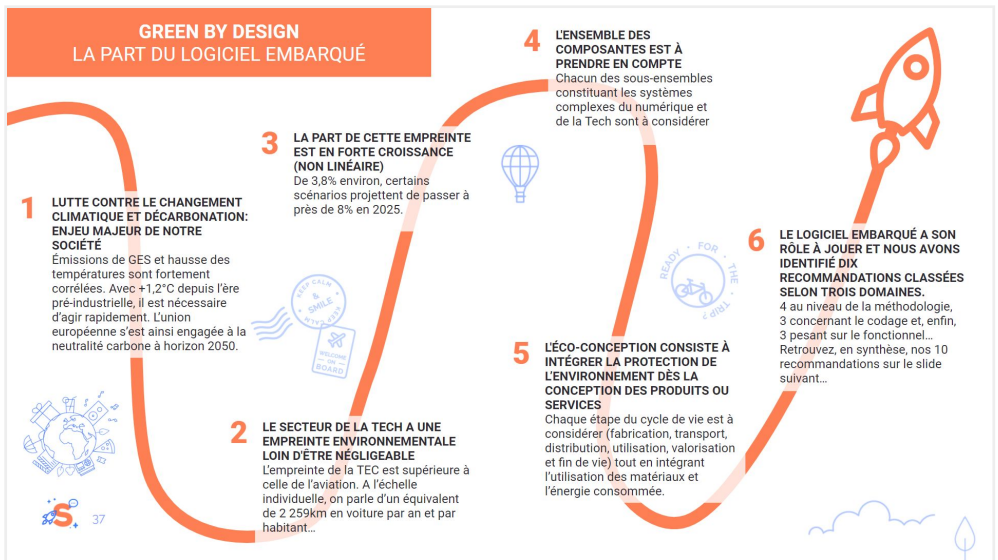 GREEN BY DESIGN
LA PART DU LOGICIEL EMBARQUÉ
1
LUTTE CONTRE LE CHANGEMENT
CLIMATIQUE ET DÉCARBONATION:
ENJEU MAJEUR DE NOTRE
SOCIÉTÉ
Émissions de GES et hausse des
températures sont fortement
corrélées. Avec +1,2°C depuis l'ère
pré-industrielle, il est nécessaire
d'agir rapidement. L'union
européenne s'est ainsi engagée à la
neutralité carbone à horizon 2050.
2
LE SECTEUR DE LA TECH A UNE
EMPREINTE ENVIRONNEMENTALE
LOIN D'ÊTRE NÉGLIGEABLE
L'empreinte de la TEC est supérieure à
celle de l'aviation. A l'échelle
individuelle, on parle d'un équivalent
de 2 259km en voiture par an et par
habitant…
3
LA PART DE CETTE EMPREINTE
EST EN FORTE CROISSANCE
(NON LINÉAIRE)
De 3,8% environ, certains
scénarios projettent de passer à
près de 8% en 2025.
4
L'ENSEMBLE DES
COMPOSANTES EST À
PRENDRE EN COMPTE
Chacun des sous-ensembles
constituant les systèmes
complexes du numérique et
de la Tech sont à considérer
5
L'ÉCO-CONCEPTION CONSISTE À
INTÉGRER LA PROTECTION DE
L'ENVIRONNEMENT DÈS LA
CONCEPTION DES PRODUITS OU
SERVICES
Chaque étape du cycle de vie est à
considérer (fabrication, transport,
distribution, utilisation, valorisation
et fin de vie) tout en intégrant
l'utilisation des matériaux et
l'énergie consommée.
6
LE LOGICIEL EMBARQUÉ A SON
RÔLE À JOUER ET NOUS AVONS
IDENTIFIÉ DIX
RECOMMANDATIONS CLASSÉES
SELON TROIS DOMAINES.
4 au niveau de la méthodologie,
3 concernant le codage et, enfin,
3 pesant sur le fonctionnel…
Retrouvez, en synthèse, nos 10
recommandations sur le slide
suivant…
KEEP CALM
&
SMILE
KEEP CALM
WELCOME
ON
BOARD
READY · FOR · THE · TRIP?
S
37